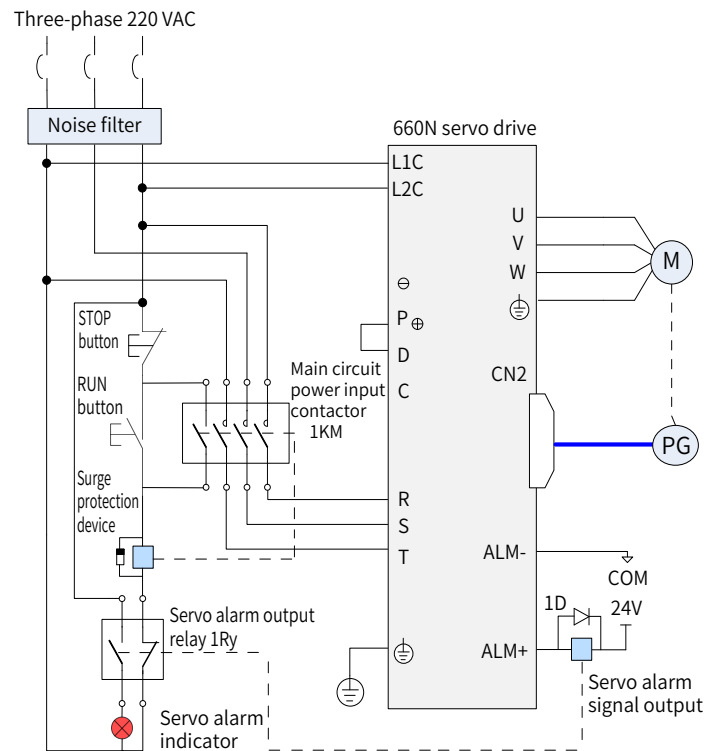 Three-phase 220 VAC
Noise filter
660N servo drive
L1C
L2C
U
V
W
M
P
D
C
STOP
button
RUN
button
Main circuit
power input
contactor
1KM
CN2
PG
Surge
protection
device
R
S
T
ALM-
COM
24V
1D
ALM+
Servo alarm output
relay 1Ry
Servo alarm
signal output
Servo alarm
indicator